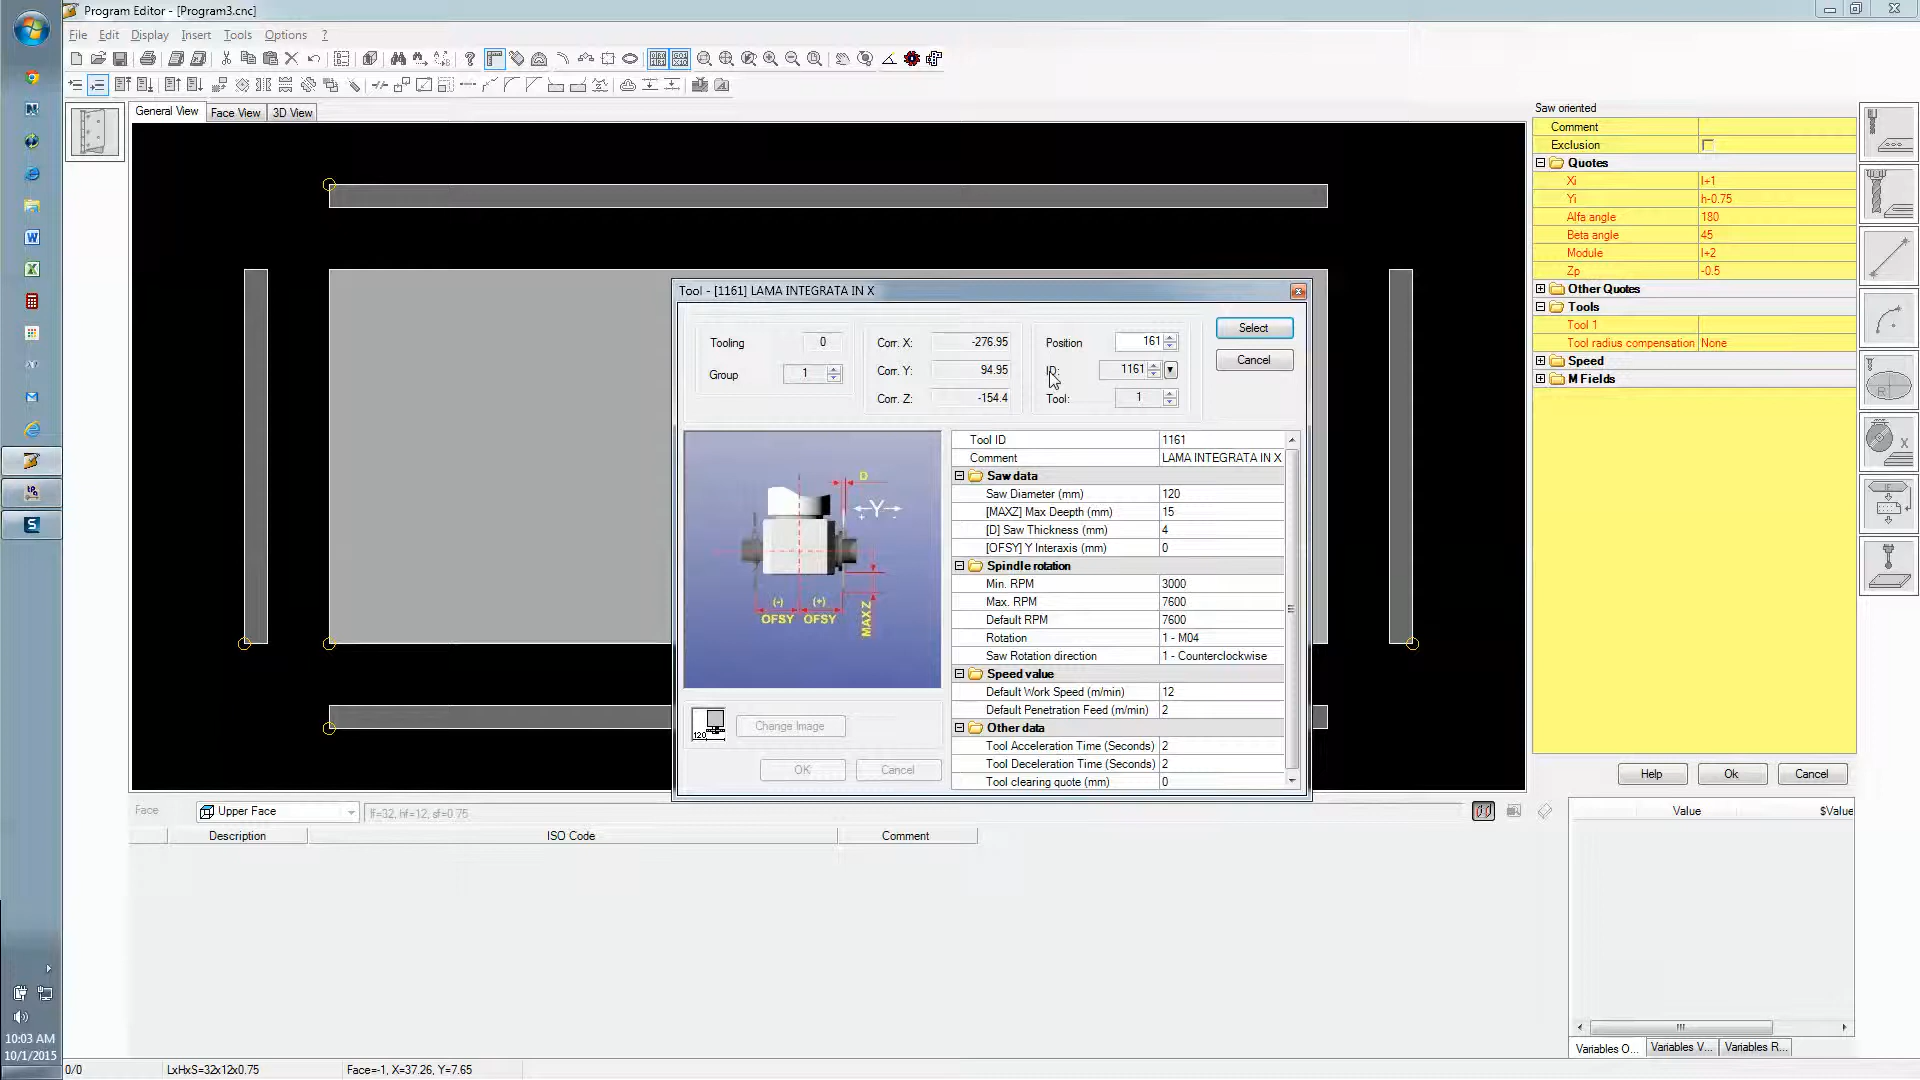 Program Editor - [Program3.cnc]
File Edit Display Insert Tools Options ?
General View Face View 3D View
Saw oriented
Comment
Exclusion
Quotes
Xi l+1
Yi h-0.75
Alfa angle 180
Beta angle 45
Module l+2
Zp -0.5
Other Quotes
Tools
Tool 1
Tool radius compensation None
Speed
M Fields
Help Ok Cancel
Tool - [1161] LAMA INTEGRATA IN X
Tooling 0
Group 1
Corr. X: -276.95
Corr. Y: 94.95
Corr. Z: -154.4
Position 161
ID: 1161
Tool: 1
Select
Cancel
D
Y
+ -
(-) (+)
OFSY OFSY
MAXZ
120
Change Image
OK Cancel
Tool ID 1161
Comment LAMA INTEGRATA IN X
Saw data
Saw Diameter (mm) 120
[MAXZ] Max Deepth (mm) 15
[D] Saw Thickness (mm) 4
[OFSY] Y Interaxis (mm) 0
Spindle rotation
Min. RPM 3000
Max. RPM 7600
Default RPM 7600
Rotation 1 - M04
Saw Rotation direction 1 - Counterclockwise
Speed value
Default Work Speed (m/min) 12
Default Penetration Feed (m/min) 2
Other data
Tool Acceleration Time (Seconds) 2
Tool Deceleration Time (Seconds) 2
Tool clearing quote (mm) 0
Face Upper Face lf=32, hf=12, sf=0.75
Description ISO Code Comment
Value $Value
Variables O... Variables V... Variables R...
10:03 AM
10/1/2015
0/0 LxHxS=32x12x0.75 Face=-1, X=37.26, Y=7.65